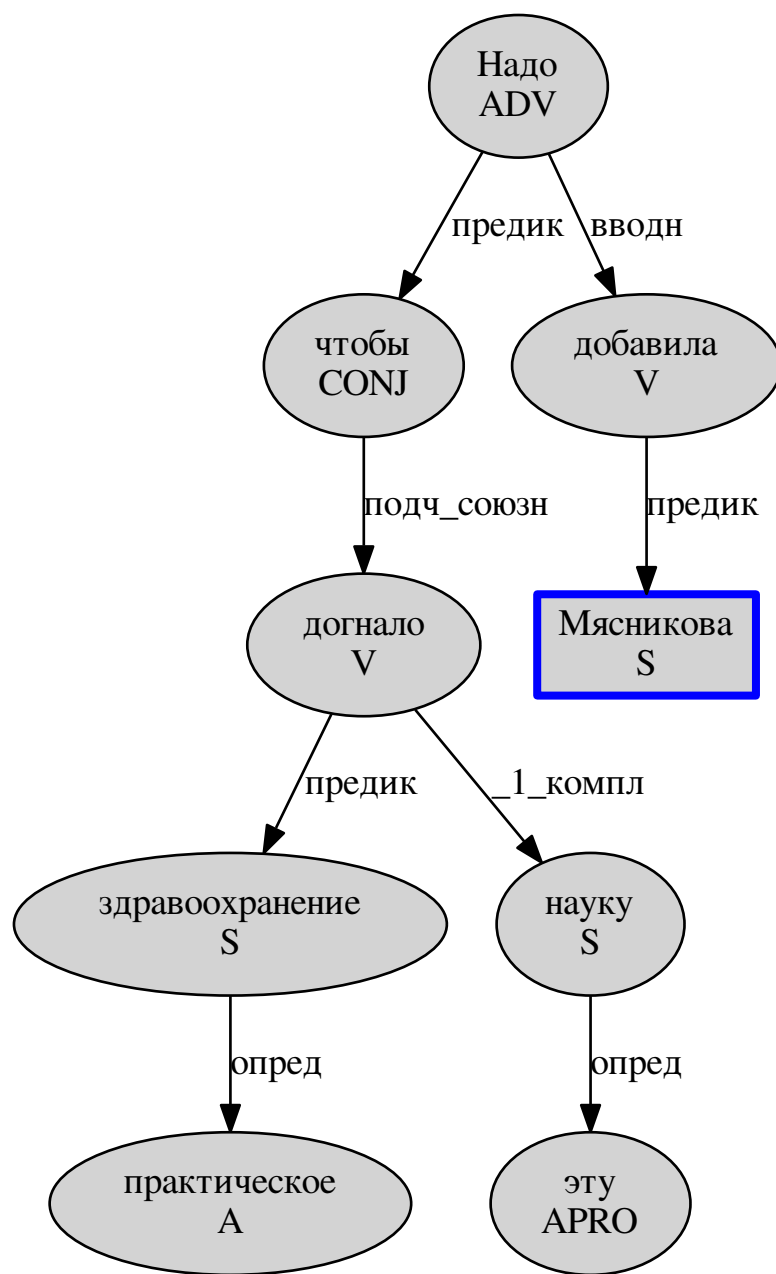 Надо
ADV
предик
вводн
чтобы
CONJ
добавила
V
подч_союзн
предик
догнало
V
Мясникова
S
предик
_1_компл
здравоохранение
S
науку
S
опред
опред
практическое
A
эту
APRO